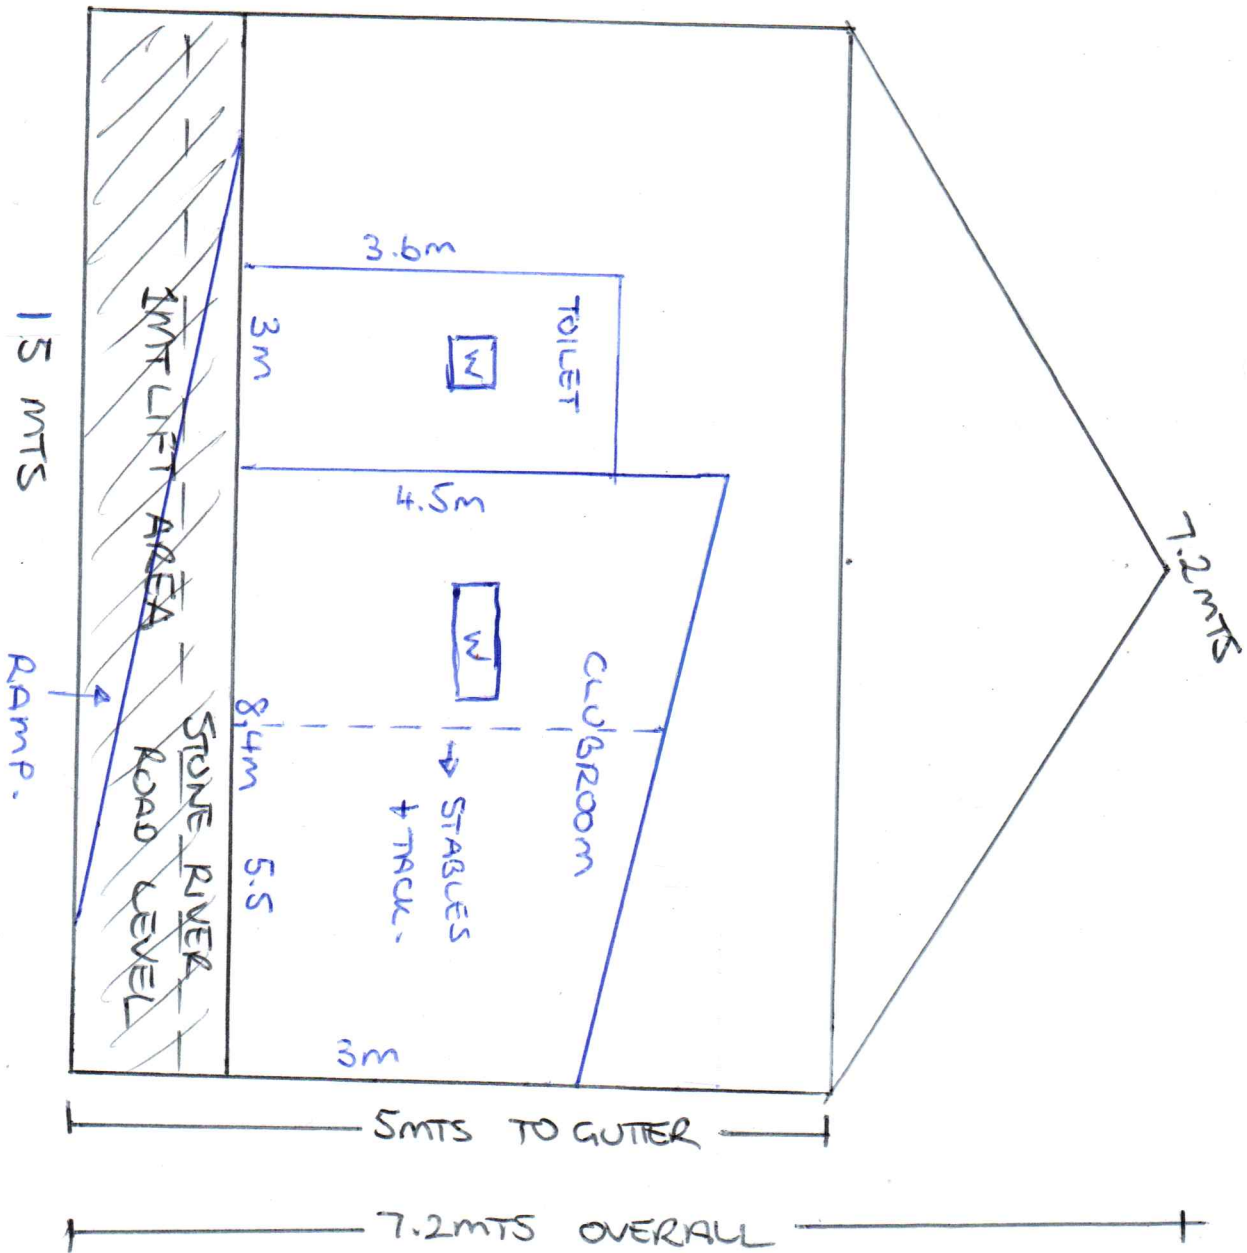 7.2MTS
TOILET
3.6m
W
3m
4.5m
CLUBROOM
W
STABLES
+ TACK.
8.4m
5.5
3m
STONE RIVER
1MT LIFT AREA
ROAD LEVEL
15 MTS
RAMP.
5MTS TO GUTTER
7.2MTS OVERALL